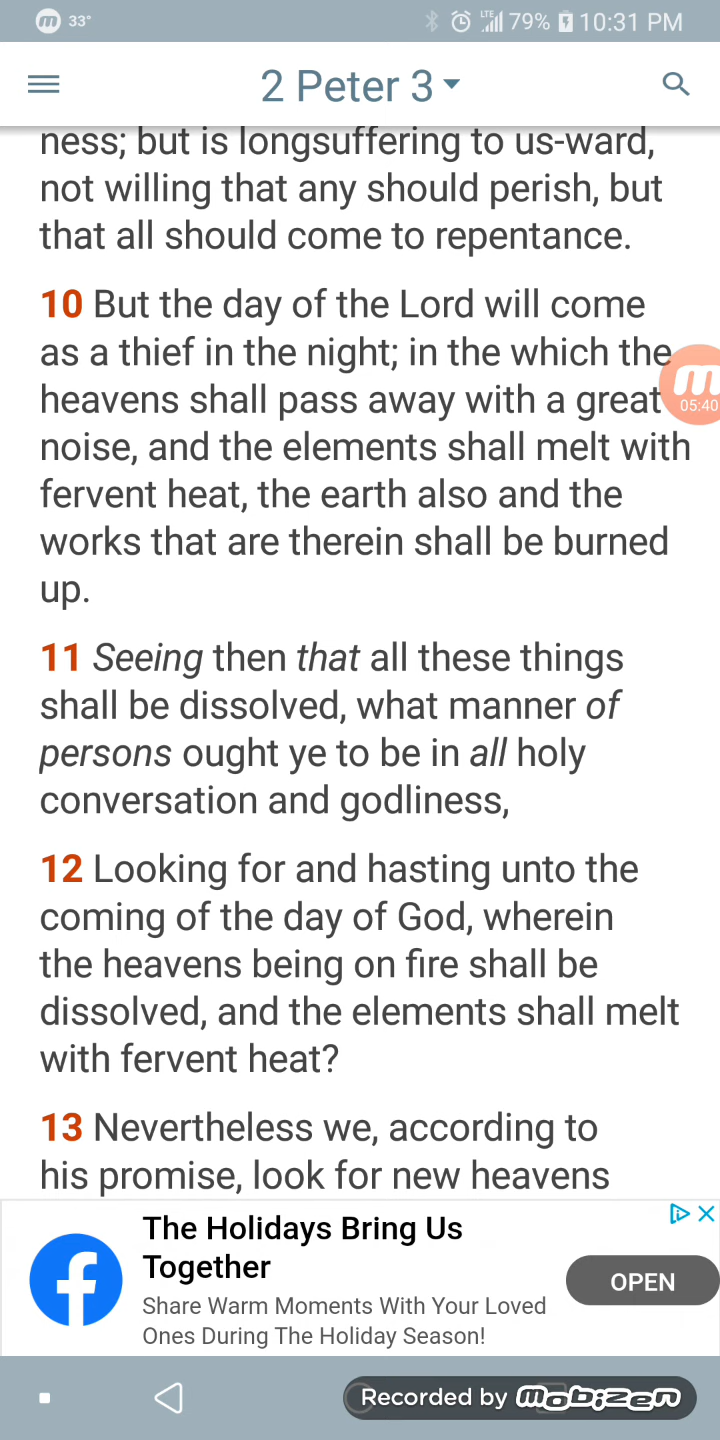 33°
LTE 79% 10:31 PM
2 Peter 3
ness; but is longsuffering to us-ward,
not willing that any should perish, but
that all should come to repentance.
10 But the day of the Lord will come
as a thief in the night; in the which the
heavens shall pass away with a great
noise, and the elements shall melt with
fervent heat, the earth also and the
works that are therein shall be burned
up.
05:40
11 Seeing then that all these things
shall be dissolved, what manner of
persons ought ye to be in all holy
conversation and godliness,
12 Looking for and hasting unto the
coming of the day of God, wherein
the heavens being on fire shall be
dissolved, and the elements shall melt
with fervent heat?
13 Nevertheless we, according to
his promise, look for new heavens
The Holidays Bring Us
Together
Share Warm Moments With Your Loved
Ones During The Holiday Season!
OPEN
Recorded by mobizen